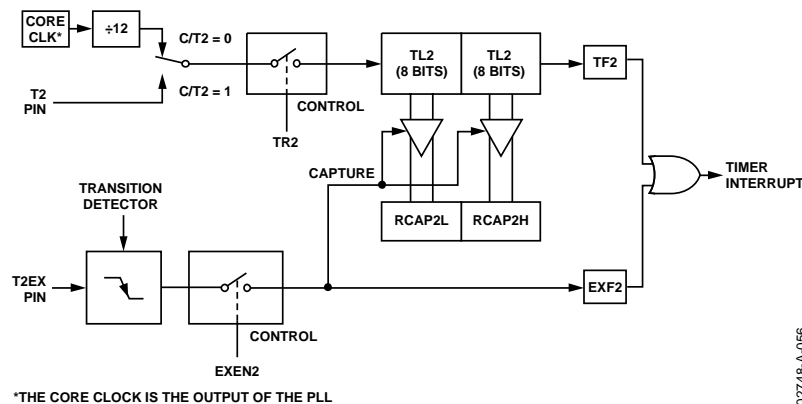 CORE
CLK*
÷12
C/T2 = 0
C/T2 = 1
T2
PIN
CONTROL
TR2
TL2
(8 BITS)
TL2
(8 BITS)
TF2
CAPTURE
TIMER
INTERRUPT
TRANSITION
DETECTOR
RCAP2L
RCAP2H
T2EX
PIN
CONTROL
EXEN2
EXF2
*THE CORE CLOCK IS THE OUTPUT OF THE PLL
02748-A-056